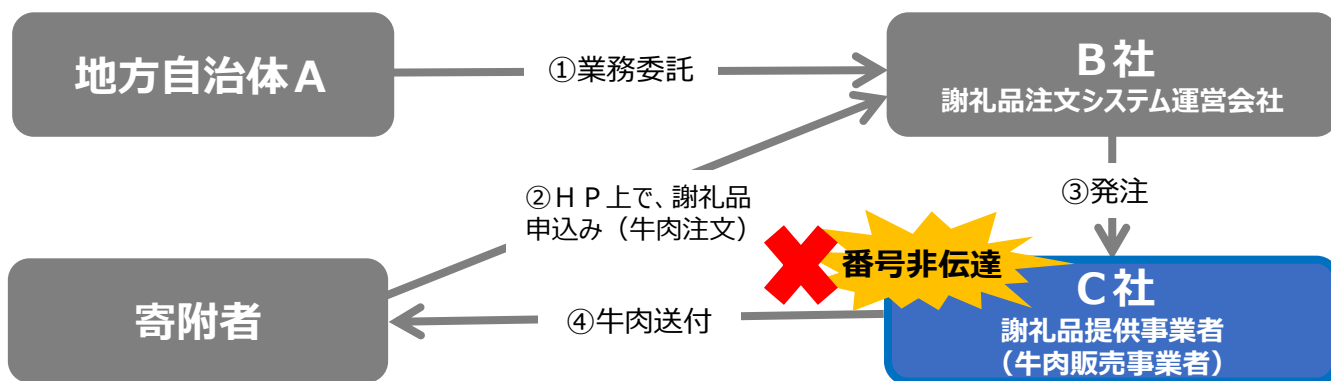 地方自治体A
①業務委託
B社
謝礼品注文システム運営会社
②HP上で、謝礼品
申込み（牛肉注文）
③発注
番号非伝達
寄附者
④牛肉送付
C社
謝礼品提供事業者
（牛肉販売事業者）